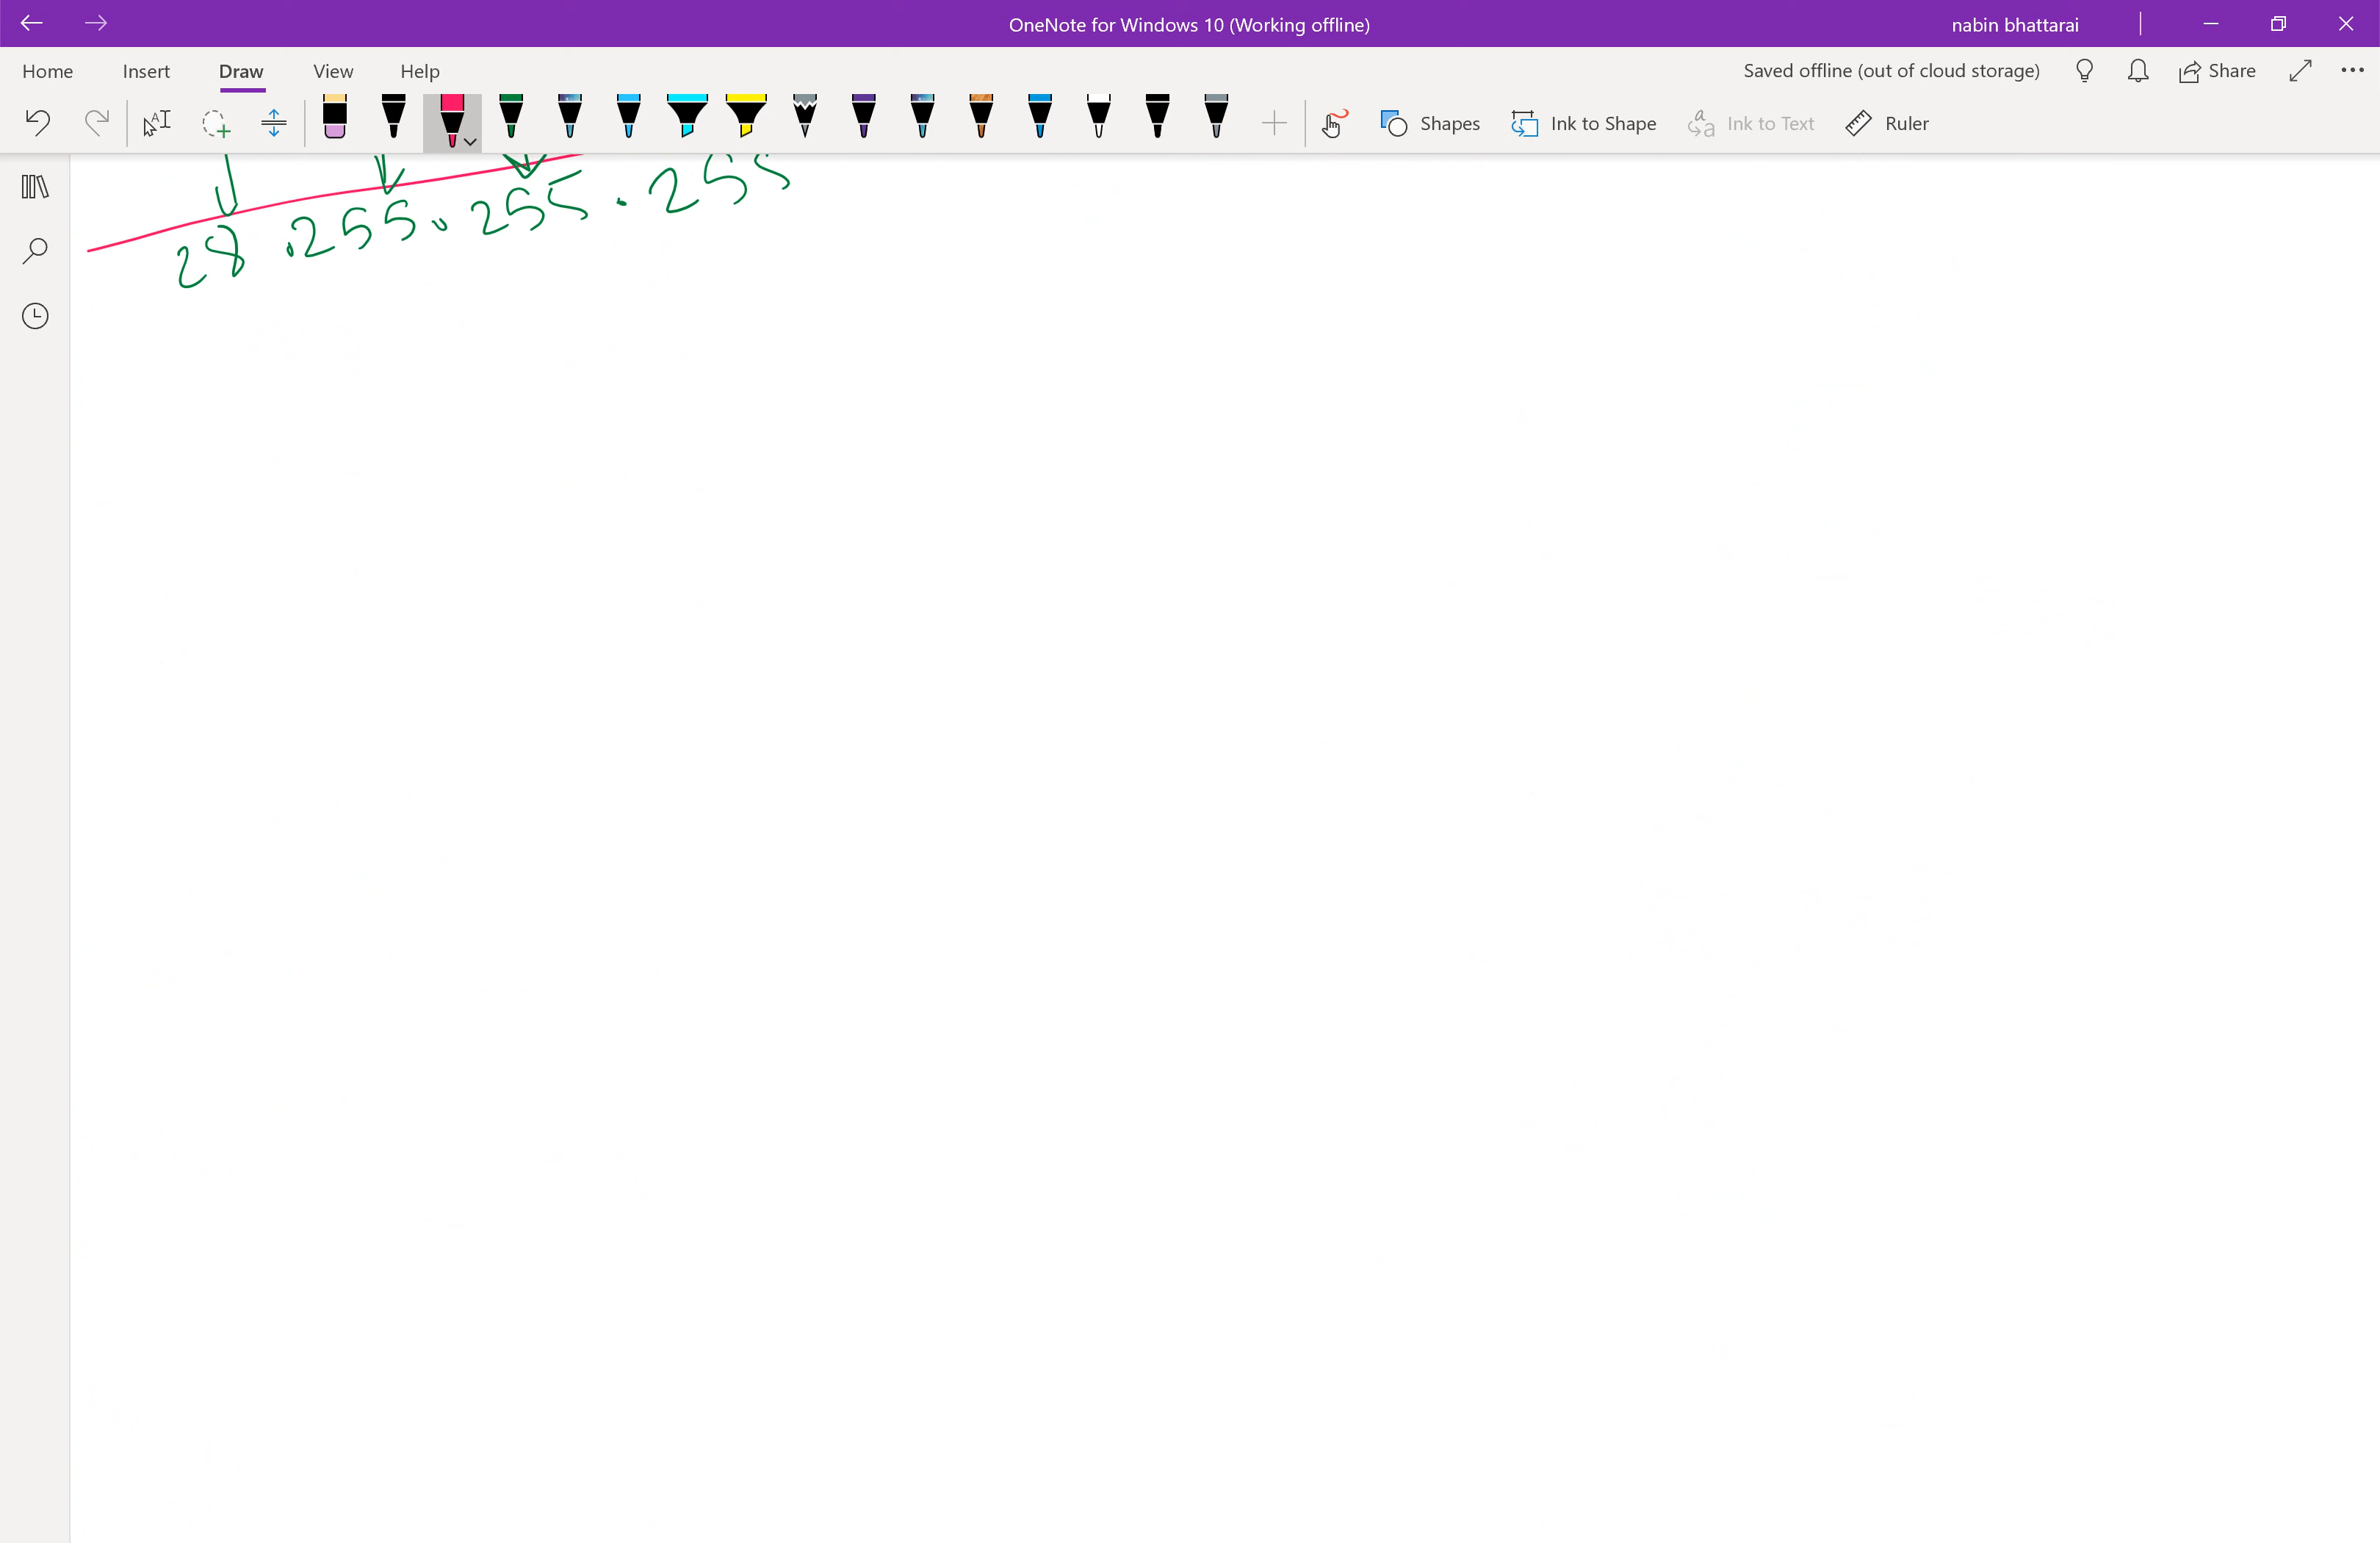 OneNote for Windows 10 (Working offline)
nabin bhattarai
Home Insert Draw View Help
Saved offline (out of cloud storage)
Share
Shapes
Ink to Shape
Ink to Text
Ruler
28 .255.255.255